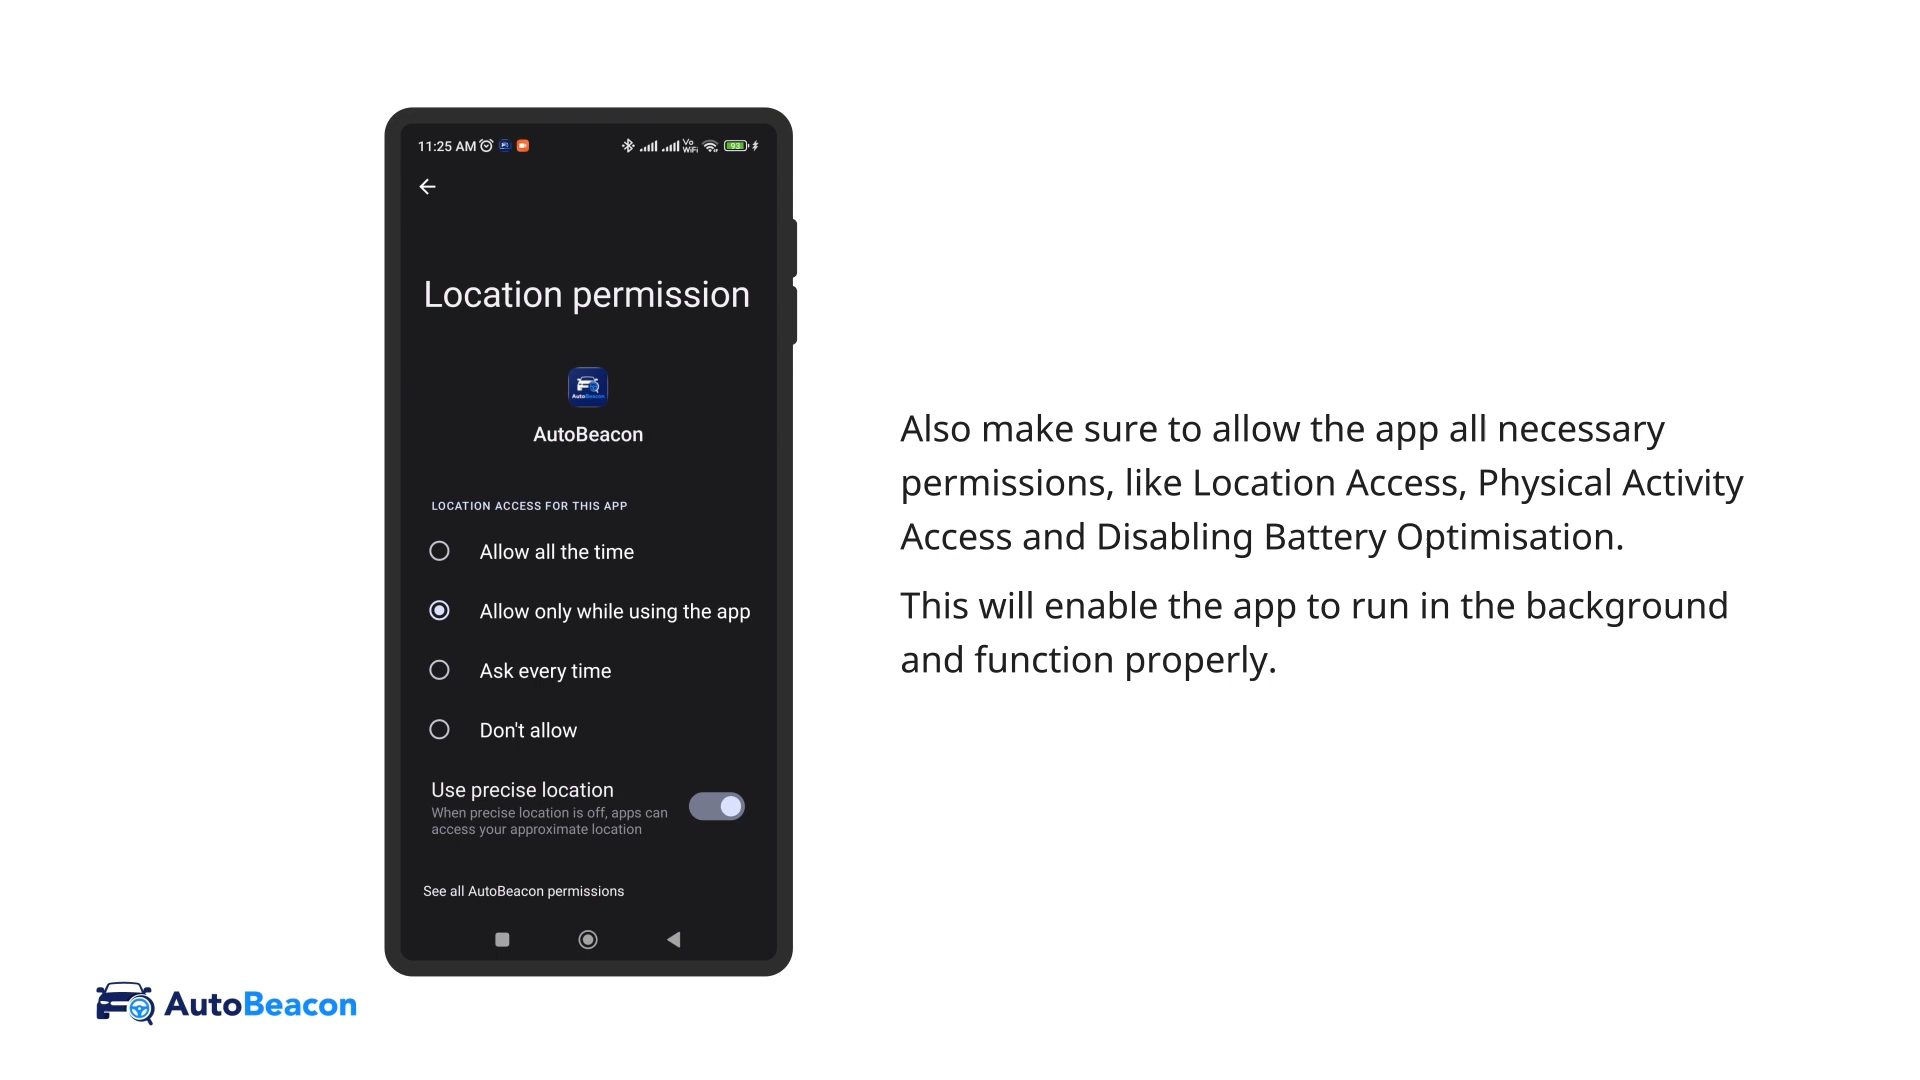 11:25 AM
Vo
WiFi
93
Location permission
AutoBeacon
AutoBeacon
LOCATION ACCESS FOR THIS APP
Allow all the time
Allow only while using the app
Ask every time
Don't allow
Use precise location
When precise location is off, apps can
access your approximate location
See all AutoBeacon permissions
Also make sure to allow the app all necessary
permissions, like Location Access, Physical Activity
Access and Disabling Battery Optimisation.
This will enable the app to run in the background
and function properly.
AutoBeacon